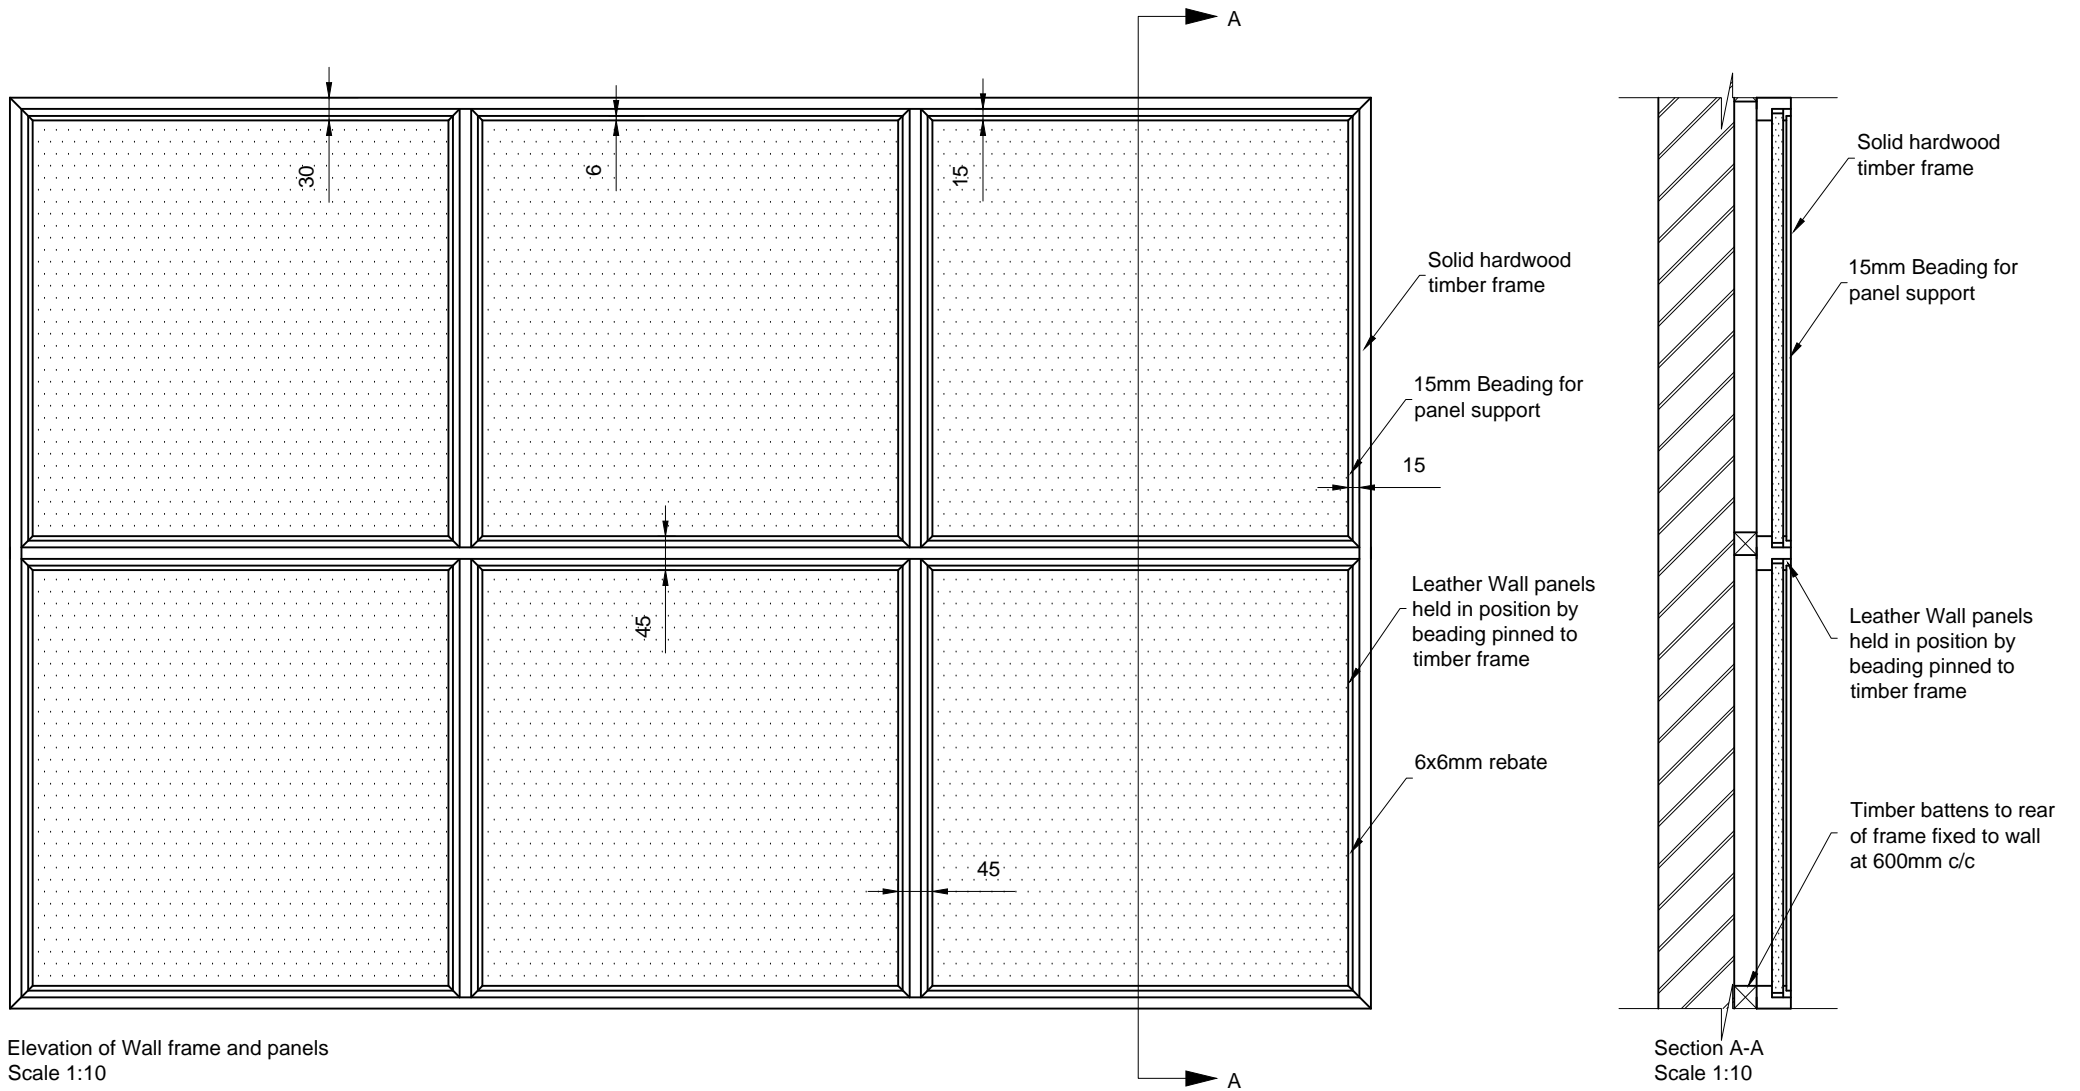 A
30
6
15
Solid hardwood
timber frame
15mm Beading for
panel support
15
45
Leather Wall panels
held in position by
beading pinned to
timber frame
6x6mm rebate
45
A
Elevation of Wall frame and panels
Scale 1:10
Solid hardwood
timber frame
15mm Beading for
panel support
Leather Wall panels
held in position by
beading pinned to
timber frame
Timber battens to rear
of frame fixed to wall
at 600mm c/c
Section A-A
Scale 1:10